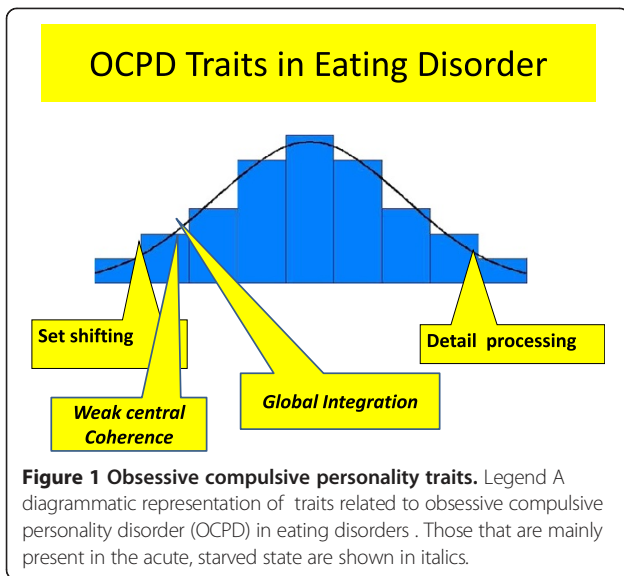 OCPD Traits in Eating Disorder
Set shifting
Detail processing
Weak central
Coherence
Global Integration
Figure 1 Obsessive compulsive personality traits. Legend A
diagrammatic representation of traits related to obsessive compulsive
personality disorder (OCPD) in eating disorders . Those that are mainly
present in the acute, starved state are shown in italics.